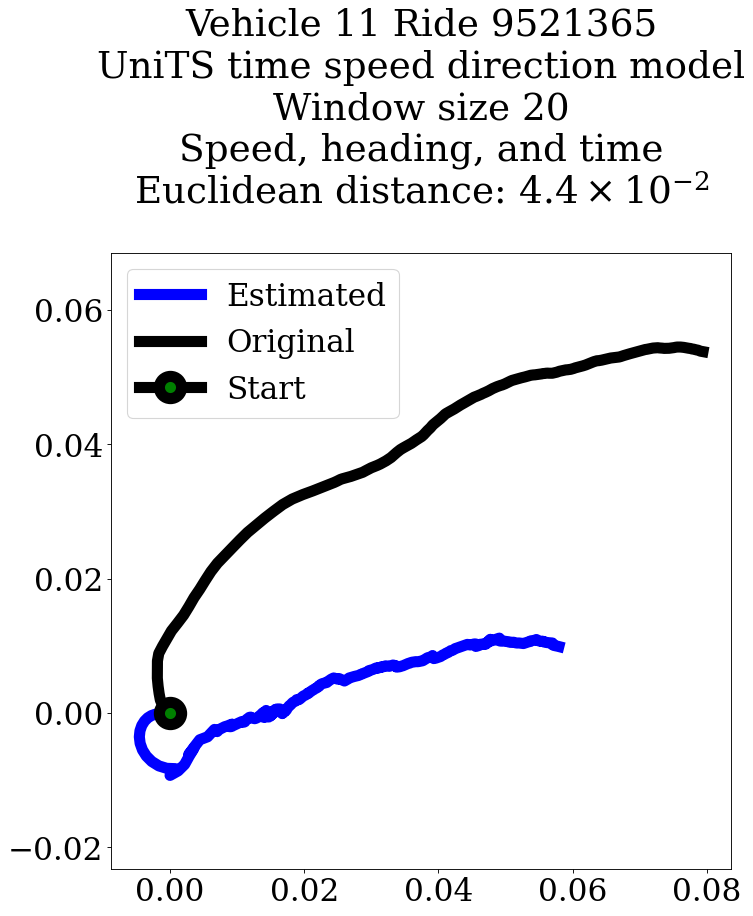 Vehicle 11 Ride 9521365
UniTS time speed direction model
Window size 20
Speed, heading, and time
Euclidean distance: 4.4 × 10⁻²
Estimated
Original
Start
0.06
0.04
0.02
0.00
−0.02
0.00 0.02 0.04 0.06 0.08